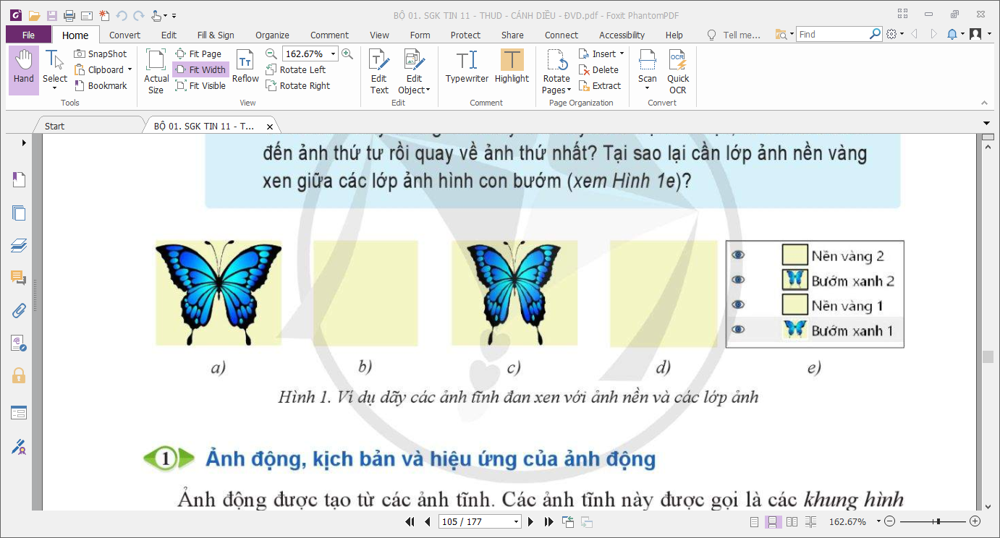 BỘ 01. SGK TIN 11 - THUD - CÁNH DIỀU - ĐVD.pdf - Foxit PhantomPDF
File Home Convert Edit Fill & Sign Organize Comment View Form Protect Share Connect Accessibility Help Tell me... Find
Hand
Select
SnapShot
Clipboard
Bookmark
Tools
Actual Size
Fit Page
Fit Width
Fit Visible
Reflow
162.67%
Rotate Left
Rotate Right
View
Edit Text
Edit Object
Edit
Typewriter
Highlight
Comment
Rotate Pages
Insert
Delete
Extract
Page Organization
Scan
Quick OCR
OCR
Convert
Start
BỘ 01. SGK TIN 11 - T...
đến ảnh thứ tư rồi quay về ảnh thứ nhất? Tại sao lại cần lớp ảnh nền vàng
xen giữa các lớp ảnh hình con bướm (xem Hình 1e)?
Nền vàng 2
Bướm xanh 2
Nền vàng 1
Bướm xanh 1
a) b) c) d) e)
Hình 1. Ví dụ dãy các ảnh tĩnh đan xen với ảnh nền và các lớp ảnh
1 Ảnh động, kịch bản và hiệu ứng của ảnh động
Ảnh động được tạo từ các ảnh tĩnh. Các ảnh tĩnh này được gọi là các khung hình
105 / 177
162.67%